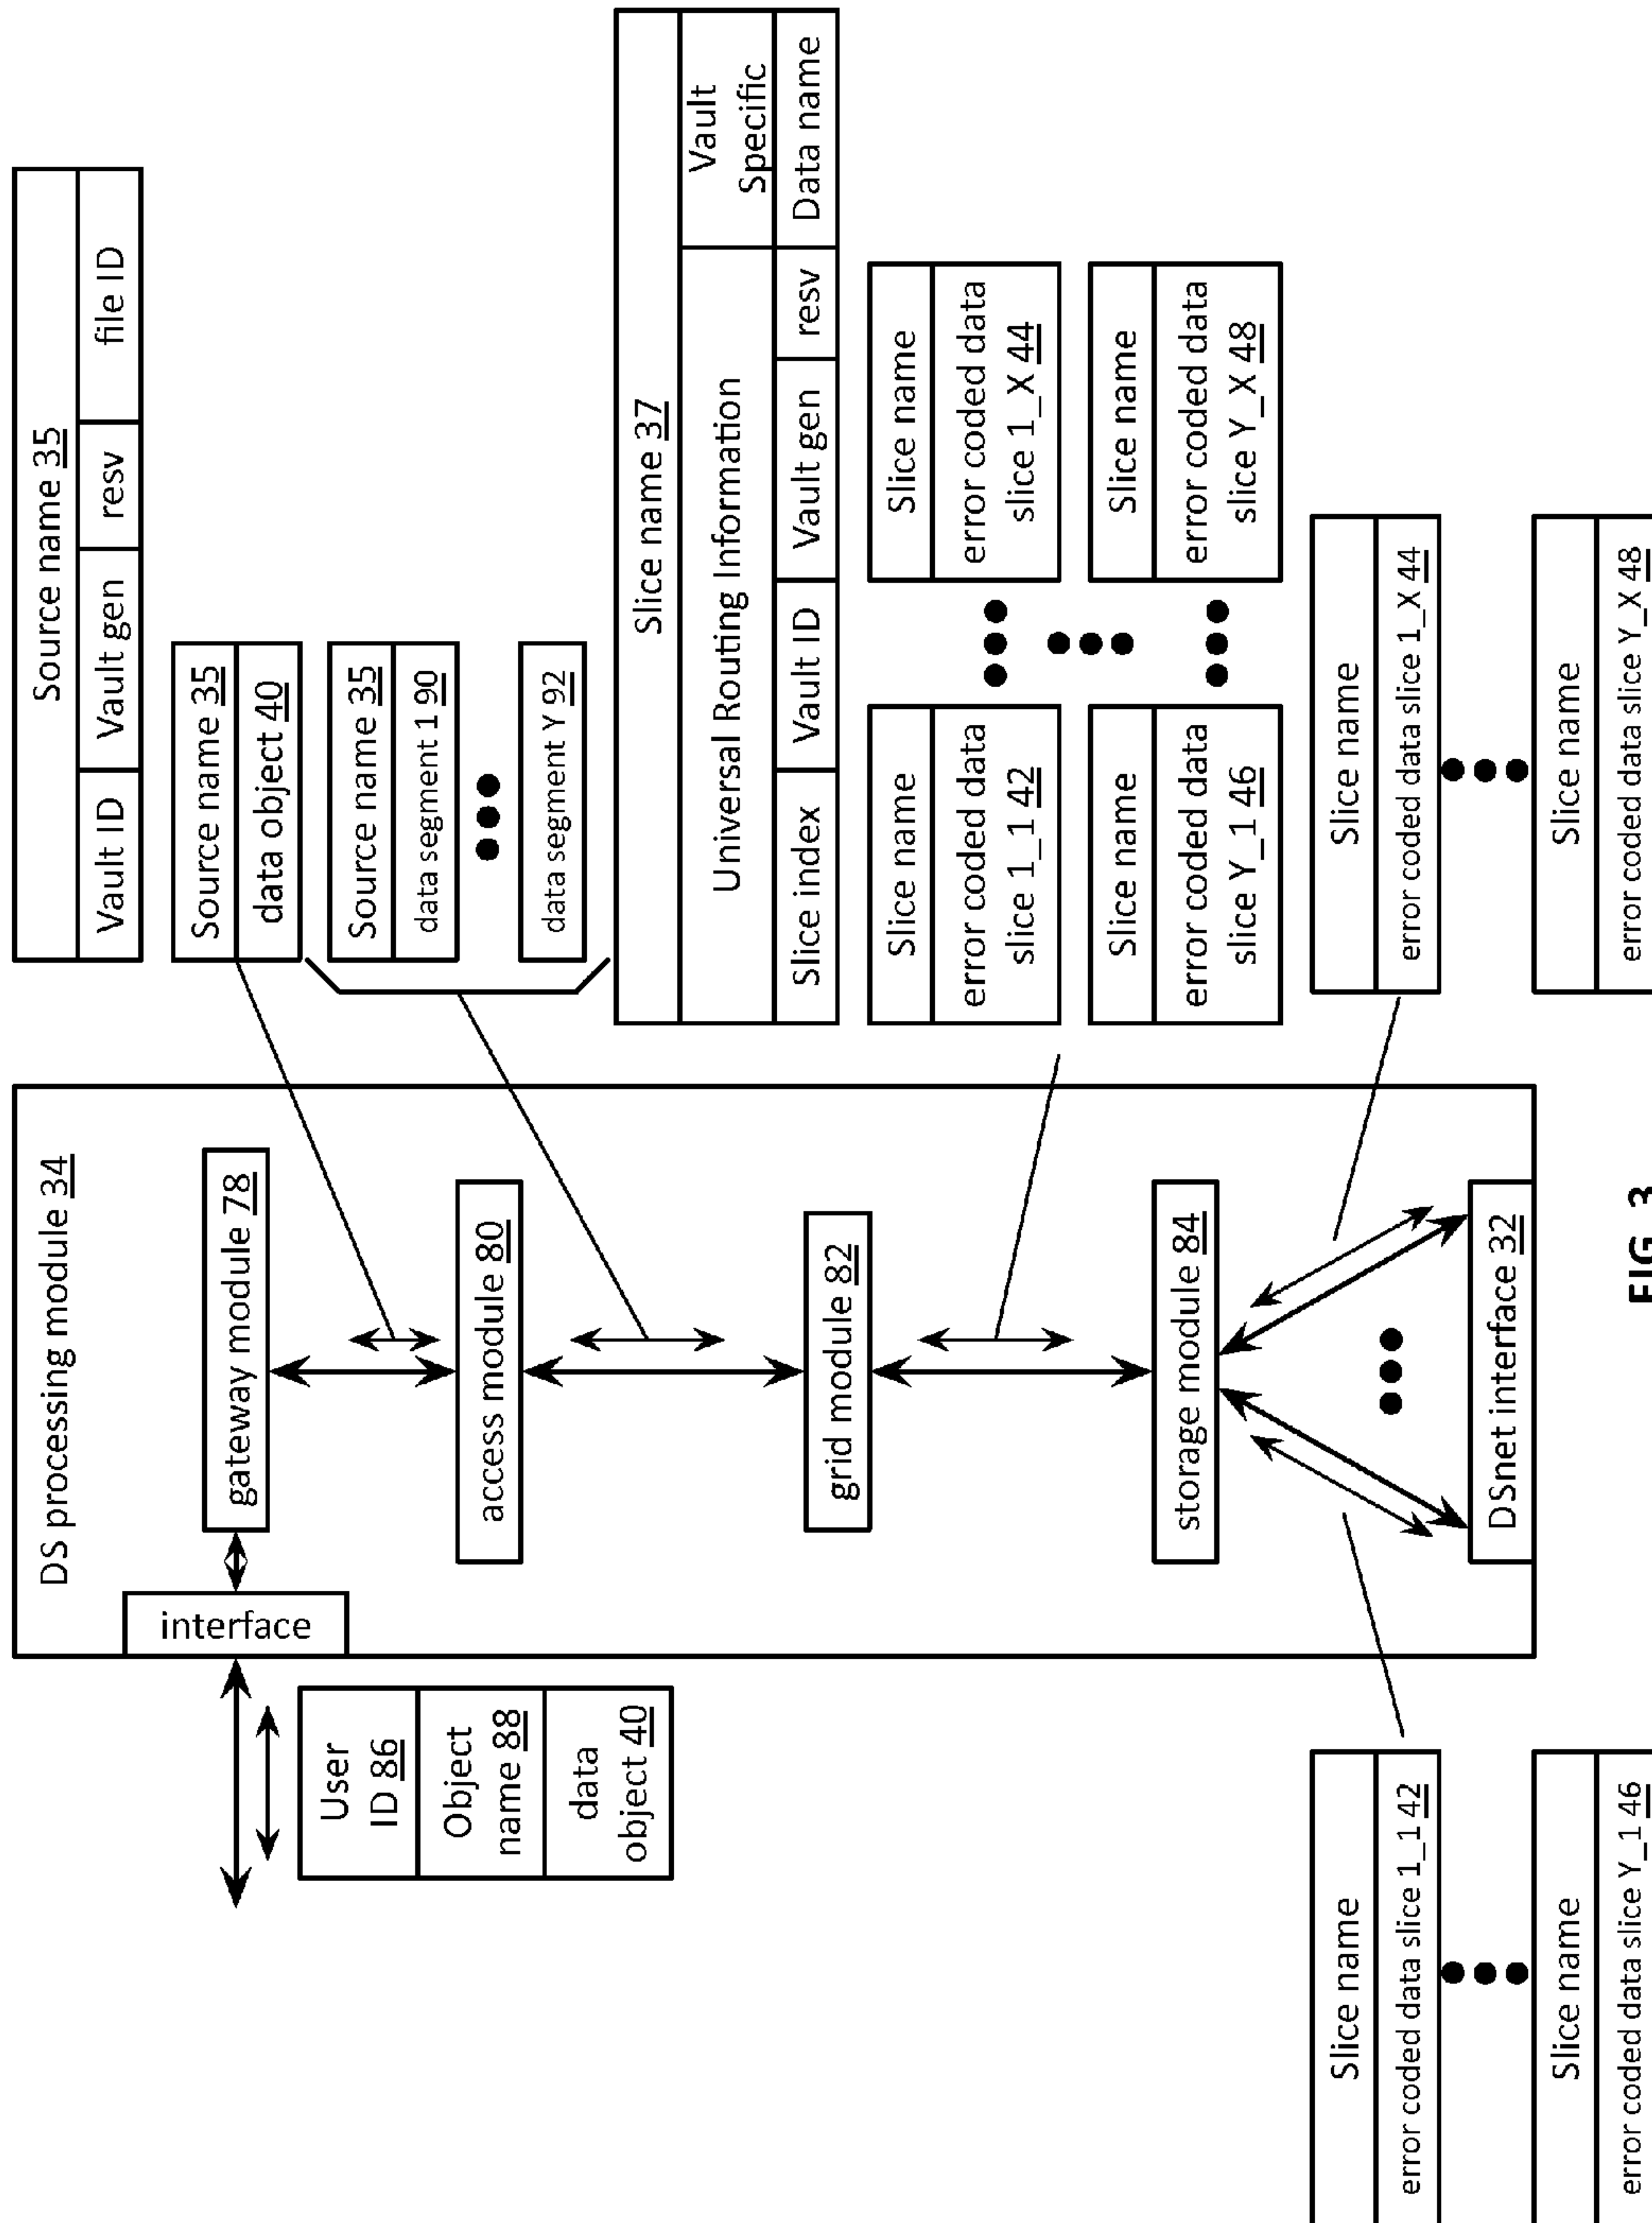 DS processing module 34
interface
gateway module 78
access module 80
grid module 82
storage module 84
DSnet interface 32
User
ID 86
Object
name 88
data
object 40
Source name 35
Vault ID
Vault gen
resv
file ID
Source name 35
data object 40
Source name 35
data segment 1 90
data segment Y 92
Slice name 37
Universal Routing Information
Vault
Specific
Slice index
Vault ID
Vault gen
resv
Data name
Slice name
error coded data
slice 1_1 42
Slice name
error coded data
slice 1_X 44
Slice name
error coded data
slice Y_1 46
Slice name
error coded data
slice Y_X 48
Slice name
error coded data slice 1_1 42
Slice name
error coded data slice Y_1 46
Slice name
error coded data slice 1_X 44
Slice name
error coded data slice Y_X 48
FIG. 3